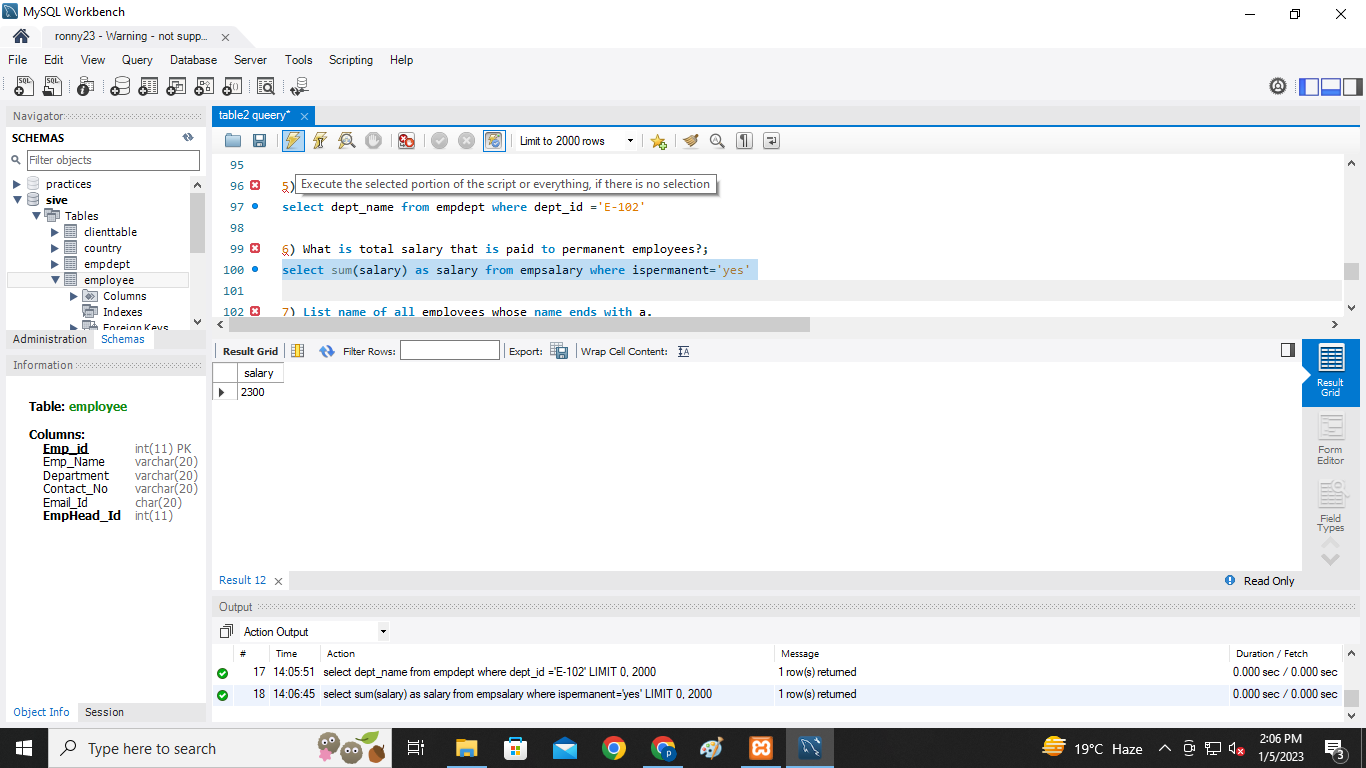 MySQL Workbench
ronny23 - Warning - not supp...
File Edit View Query Database Server Tools Scripting Help
Navigator
SCHEMAS
Filter objects
practices
sive
Tables
clienttable
country
empdept
employee
Columns
Indexes
Foreign Keys
Administration Schemas
Information
Table: employee
Columns:
Emp_id int(11) PK
Emp_Name varchar(20)
Department varchar(20)
Contact_No varchar(20)
Email_Id char(20)
EmpHead_Id int(11)
Object Info Session
table2 queery*
Limit to 2000 rows
95
96 5)
Execute the selected portion of the script or everything, if there is no selection
97 select dept_name from empdept where dept_id ='E-102'
98
99 6) What is total salary that is paid to permanent employees?;
100 select sum(salary) as salary from empsalary where ispermanent='yes'
101
102 7) List name of all employees whose name ends with a.
Result Grid Filter Rows: Export: Wrap Cell Content:
salary
2300
Result Grid
Form Editor
Field Types
Result 12
Read Only
Output
Action Output
# Time Action Message Duration / Fetch
17 14:05:51 select dept_name from empdept where dept_id ='E-102' LIMIT 0, 2000 1 row(s) returned 0.000 sec / 0.000 sec
18 14:06:45 select sum(salary) as salary from empsalary where ispermanent='yes' LIMIT 0, 2000 1 row(s) returned 0.000 sec / 0.000 sec
Type here to search
19°C Haze
2:06 PM
1/5/2023
3